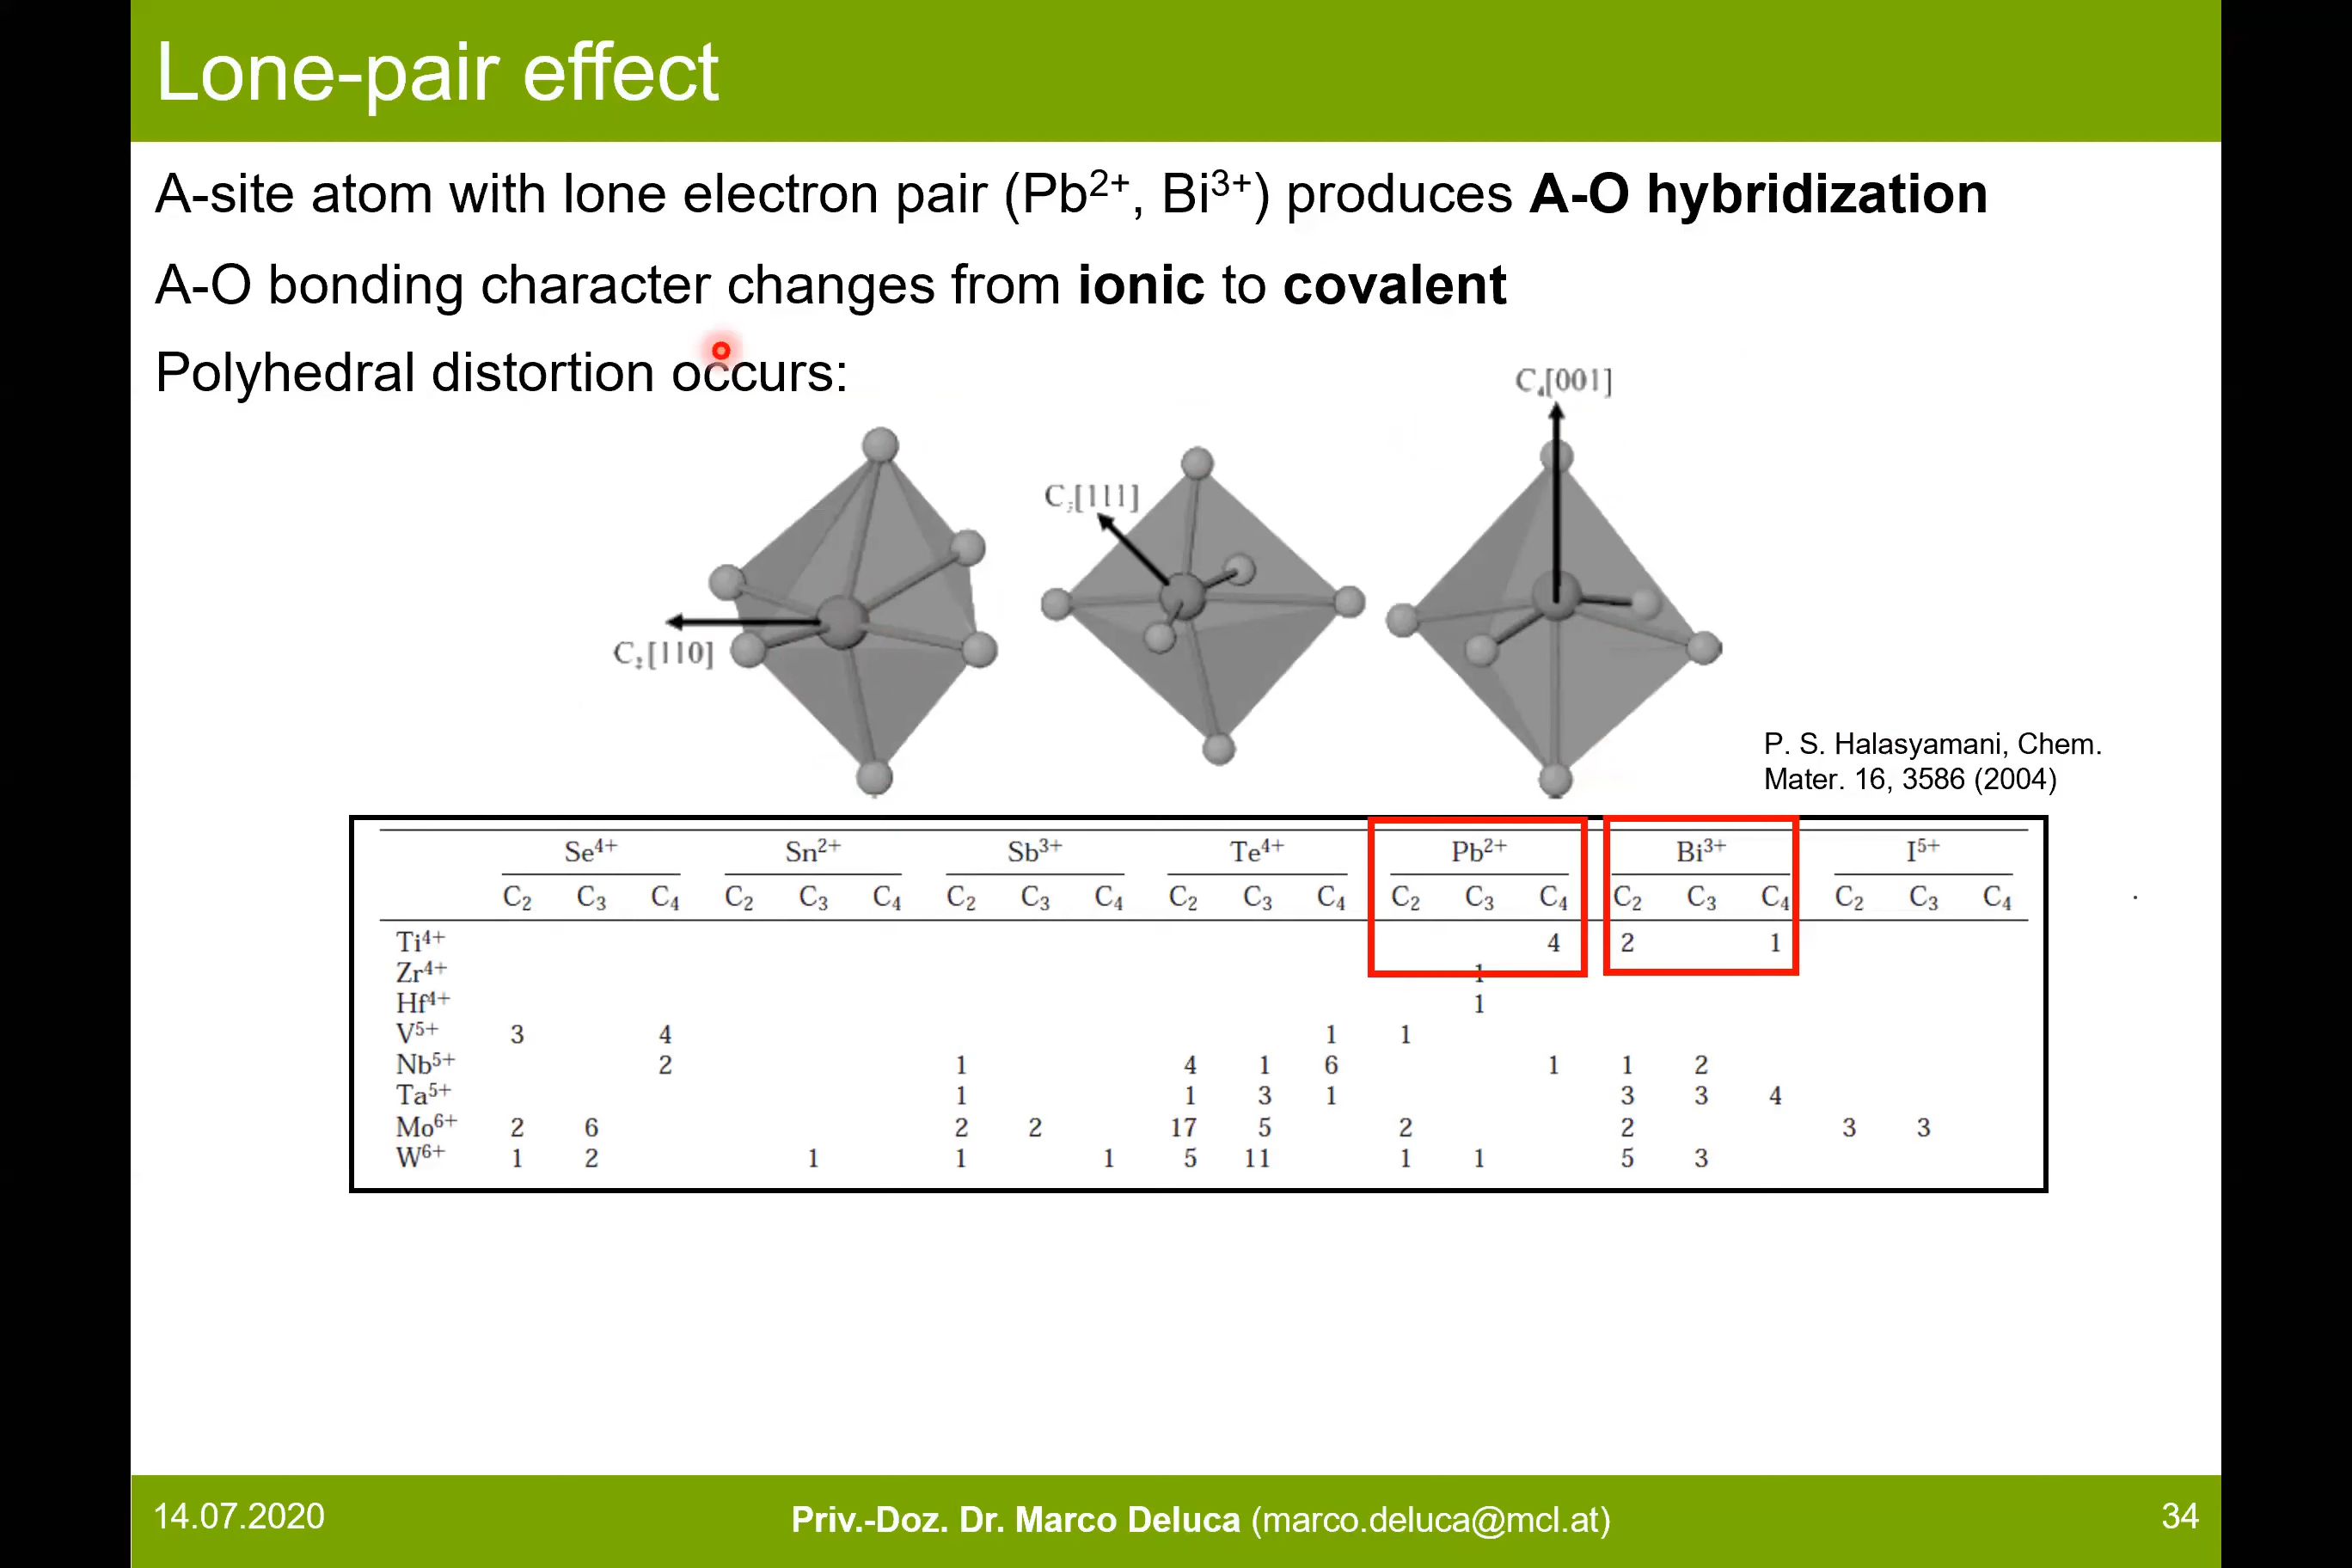 Lone-pair effect
A-site atom with lone electron pair (Pb²⁺, Bi³⁺) produces A-O hybridization
A-O bonding character changes from ionic to covalent
Polyhedral distortion occurs:
C₂[110]
C₃[111]
C₄[001]
P. S. Halasyamani, Chem.
Mater. 16, 3586 (2004)
Se⁴⁺ Sn²⁺ Sb³⁺ Te⁴⁺ Pb²⁺ Bi³⁺ I⁵⁺
C₂ C₃ C₄ C₂ C₃ C₄ C₂ C₃ C₄ C₂ C₃ C₄ C₂ C₃ C₄ C₂ C₃ C₄ C₂ C₃ C₄
Ti⁴⁺ 4 2 1
Zr⁴⁺ 1
Hf⁴⁺ 1
V⁵⁺ 3 4 1 1
Nb⁵⁺ 2 1 4 1 6 1 1 2
Ta⁵⁺ 1 1 3 1 3 3 4
Mo⁶⁺ 2 6 2 2 17 5 2 2 3 3
W⁶⁺ 1 2 1 1 1 5 11 1 1 5 3
14.07.2020
Priv.-Doz. Dr. Marco Deluca (marco.deluca@mcl.at)
34